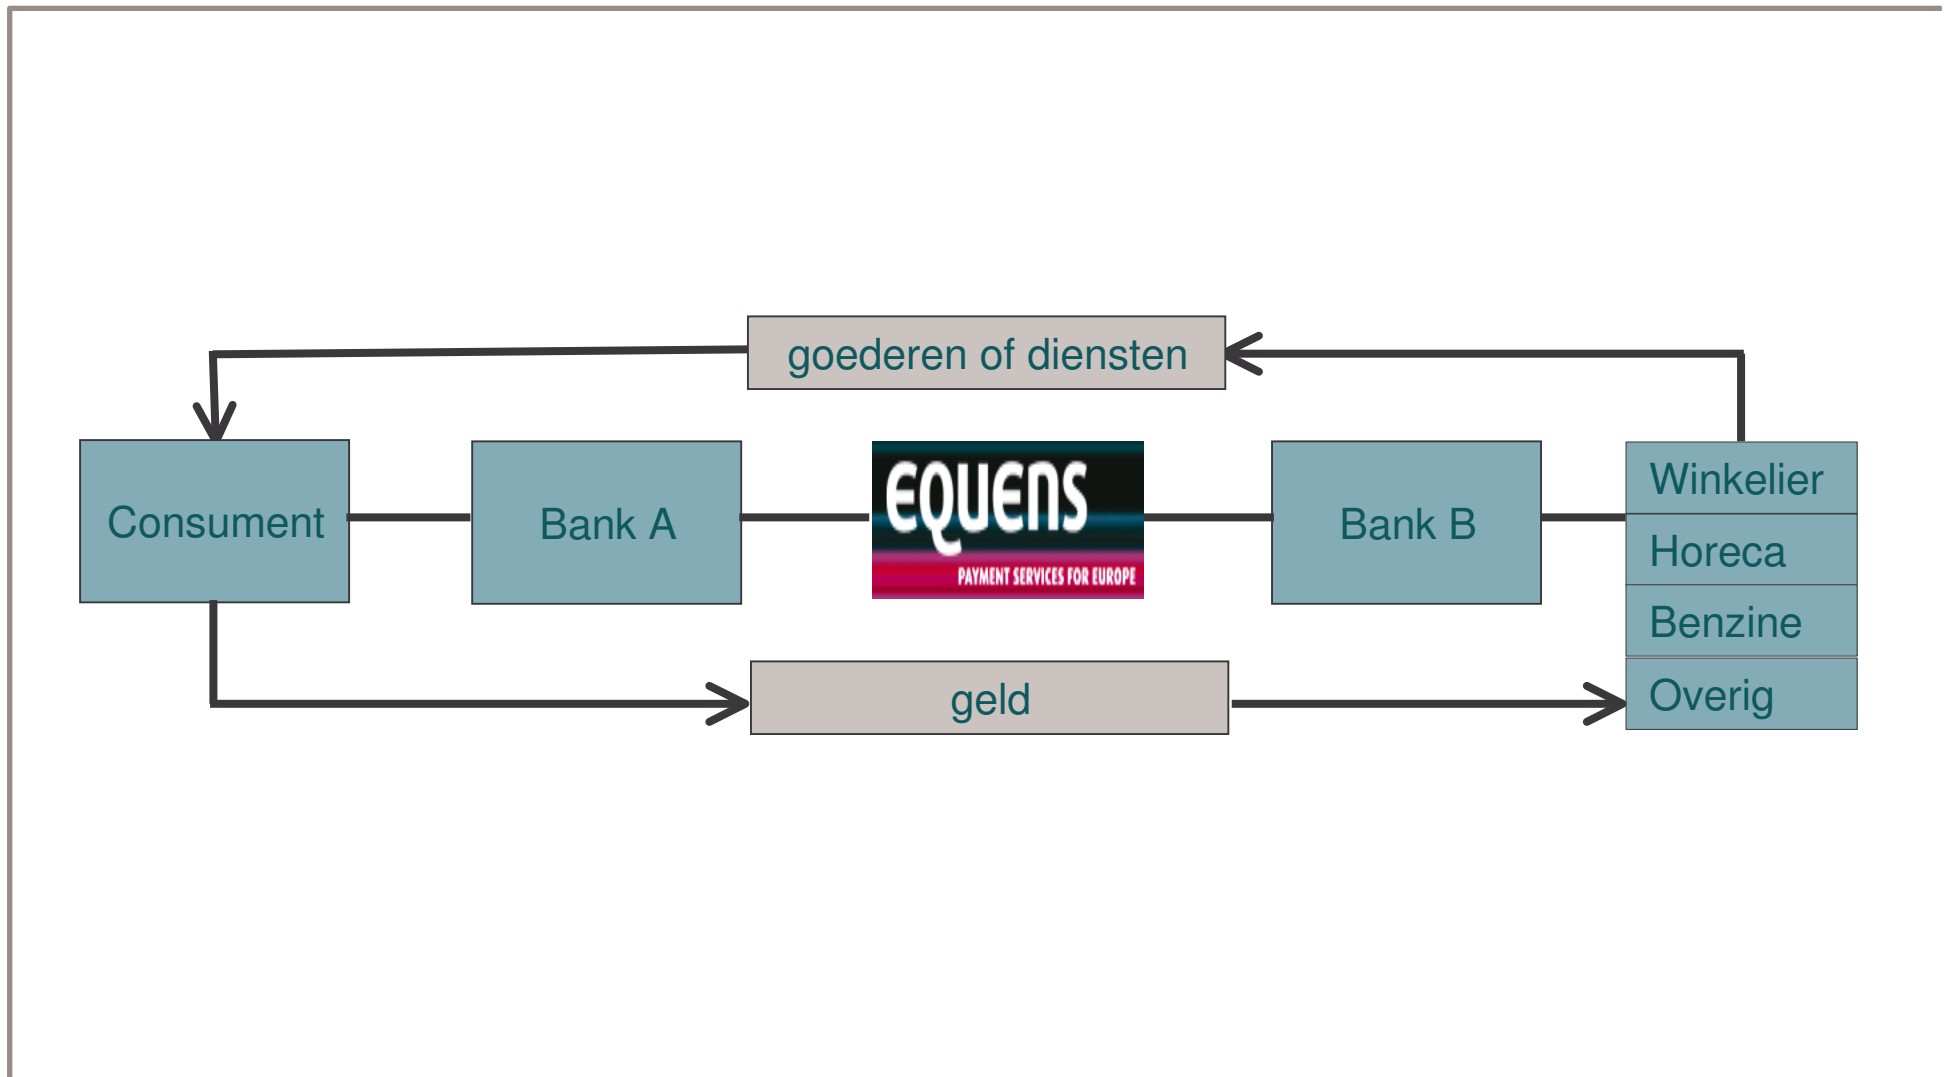 goederen of diensten
Consument
Bank A
EQUENS
PAYMENT SERVICES FOR EUROPE
Bank B
Winkelier
Horeca
Benzine
Overig
geld